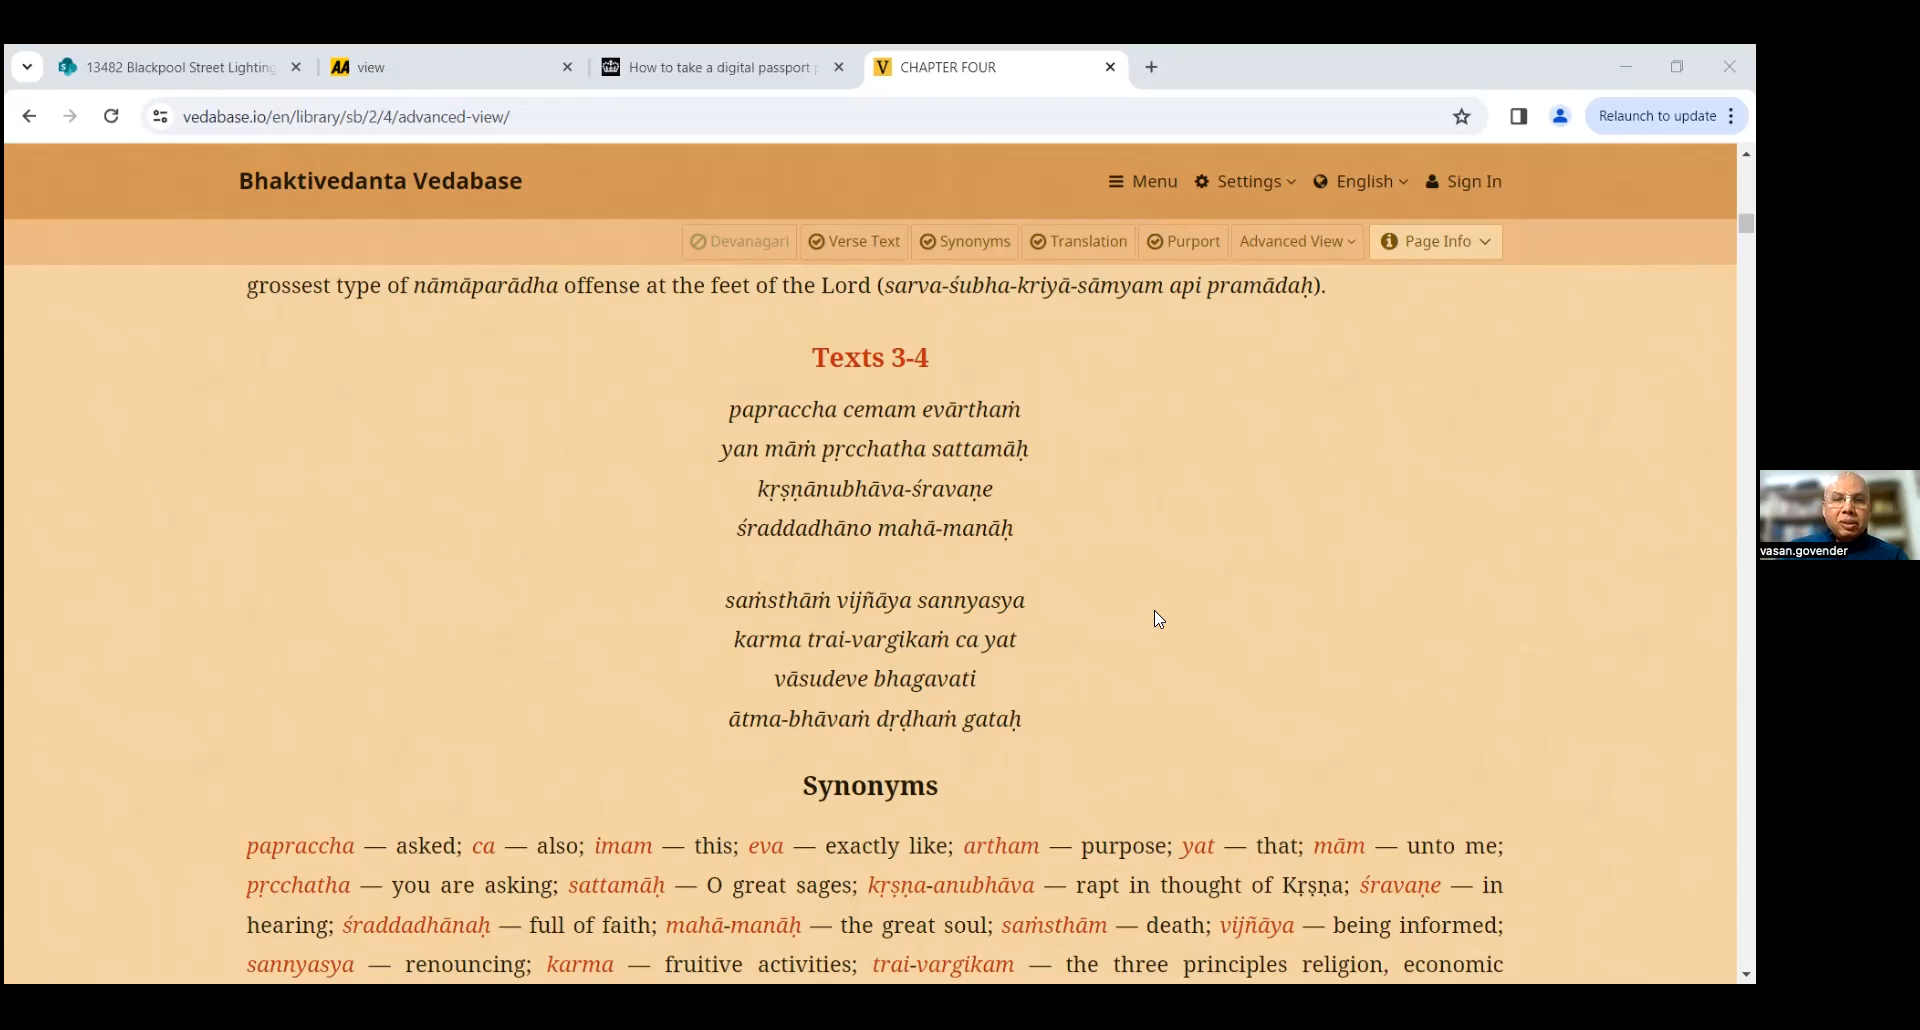 13482 Blackpool Street Lighting
view
How to take a digital passport
CHAPTER FOUR
vedabase.io/en/library/sb/2/4/advanced-view/
Relaunch to update
Bhaktivedanta Vedabase
Menu Settings English Sign In
Devanagari Verse Text Synonyms Translation Purport Advanced View Page Info
grossest type of nāmāparādha offense at the feet of the Lord (sarva-śubha-kriyā-sāmyam api pramādaḥ).
Texts 3-4
papraccha cemam evārthaṁ
yan māṁ pṛcchatha sattamāḥ
kṛṣṇānubhāva-śravaṇe
śraddadhāno mahā-manāḥ
saṁsthāṁ vijñāya sannyasya
karma trai-vargikaṁ ca yat
vāsudeve bhagavati
ātma-bhāvaṁ dṛḍhaṁ gataḥ
Synonyms
papraccha — asked; ca — also; imam — this; eva — exactly like; artham — purpose; yat — that; mām — unto me;
pṛcchatha — you are asking; sattamāḥ — O great sages; kṛṣṇa-anubhāva — rapt in thought of Kṛṣṇa; śravaṇe — in
hearing; śraddadhānaḥ — full of faith; mahā-manāḥ — the great soul; saṁsthām — death; vijñāya — being informed;
sannyasya — renouncing; karma — fruitive activities; trai-vargikam — the three principles religion, economic
vasan.govender